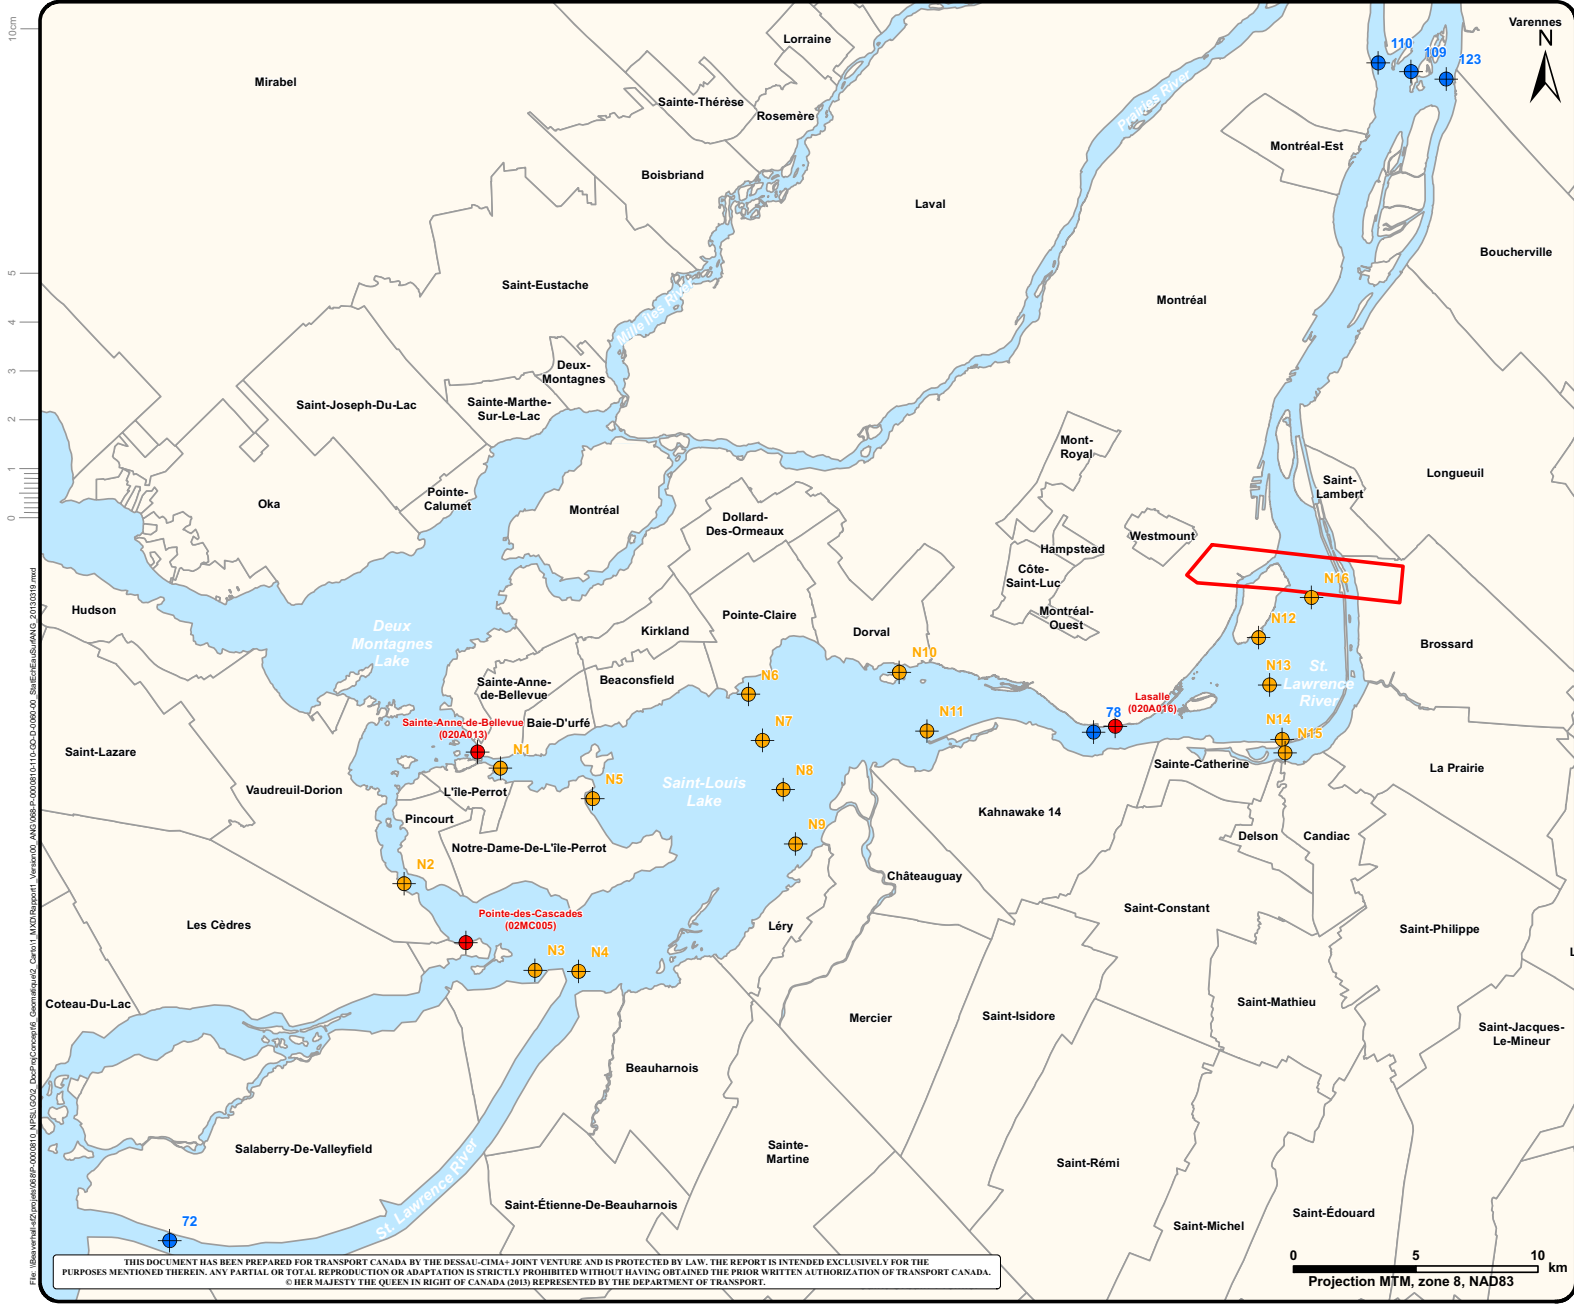 10cm
5
4
3
2
1
0
Varennes
N
110
109
123
Lorraine
Mirabel
Sainte-Thérèse
Rosemère
Prairies River
Montréal-Est
Boisbriand
Laval
Boucherville
Saint-Eustache
Montréal
Mille Îles River
Deux-
Montagnes
Saint-Joseph-Du-Lac
Sainte-Marthe-
Sur-Le-Lac
Mont-
Royal
Longueuil
Saint-
Lambert
Oka
Pointe-
Calumet
Montréal
Dollard-
Des-Ormeaux
Westmount
Hampstead
Côte-
Saint-Luc
Montréal-
Ouest
N16
Hudson
Pointe-Claire
Kirkland
Dorval
N12
Brossard
Deux
Montagnes
Lake
N10
N13
St.
Lawrence
River
Sainte-Anne-
de-Bellevue
Beaconsfield
N6
Lasalle
(020A016)
78
Sainte-Anne-de-Bellevue
(020A013)
Baie-D'urfé
N7
N11
N14
N15
Saint-Lazare
N1
Sainte-Catherine
La Prairie
Vaudreuil-Dorion
L'île-Perrot
N5
Saint-Louis
Lake
N8
Kahnawake 14
Pincourt
N9
Delson
Candiac
Notre-Dame-De-L'île-Perrot
N2
Châteauguay
Saint-Constant
Les Cèdres
Pointe-des-Cascades
(02MC005)
Léry
Saint-Philippe
N3
N4
L
Coteau-Du-Lac
Mercier
Saint-Isidore
Saint-Mathieu
Saint-Jacques-
Le-Mineur
Beauharnois
Salaberry-De-Valleyfield
Sainte-
Martine
Saint-Rémi
St. Lawrence River
Saint-Étienne-De-Beauharnois
Saint-Michel
Saint-Édouard
72
0 5 10
km
Projection MTM, zone 8, NAD83
THIS DOCUMENT HAS BEEN PREPARED FOR TRANSPORT CANADA BY THE DESSAU-CIMA+ JOINT VENTURE AND IS PROTECTED BY LAW. THE REPORT IS INTENDED EXCLUSIVELY FOR THE
PURPOSES MENTIONED THEREIN. ANY PARTIAL OR TOTAL REPRODUCTION OR ADAPTATION IS STRICTLY PROHIBITED WITHOUT HAVING OBTAINED THE PRIOR WRITTEN AUTHORIZATION OF TRANSPORT CANADA.
© HER MAJESTY THE QUEEN IN RIGHT OF CANADA (2013) REPRESENTED BY THE DEPARTMENT OF TRANSPORT.